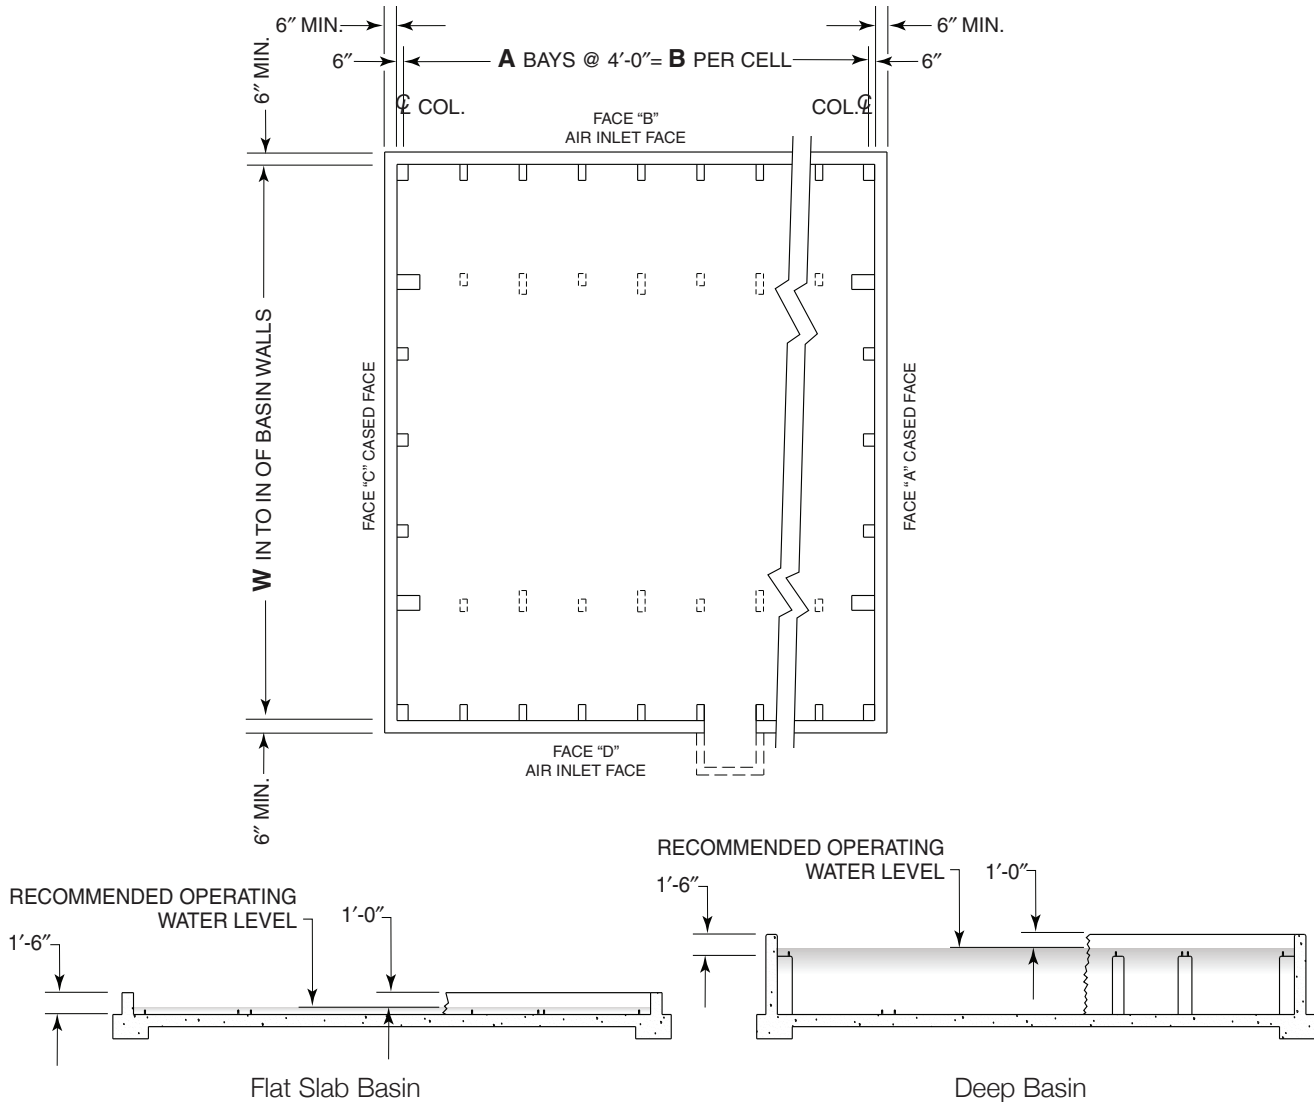 6″ MIN.
6″ MIN.
6″
A BAYS @ 4′-0″= B PER CELL
6″
6″ MIN.
℄ COL.
COL.℄
FACE “B”
AIR INLET FACE
W IN TO IN OF BASIN WALLS
FACE “C” CASED FACE
FACE “A” CASED FACE
FACE “D”
AIR INLET FACE
6″ MIN.
RECOMMENDED OPERATING
WATER LEVEL
1′-6″
1′-0″
Flat Slab Basin
RECOMMENDED OPERATING
WATER LEVEL
1′-6″
1′-0″
Deep Basin